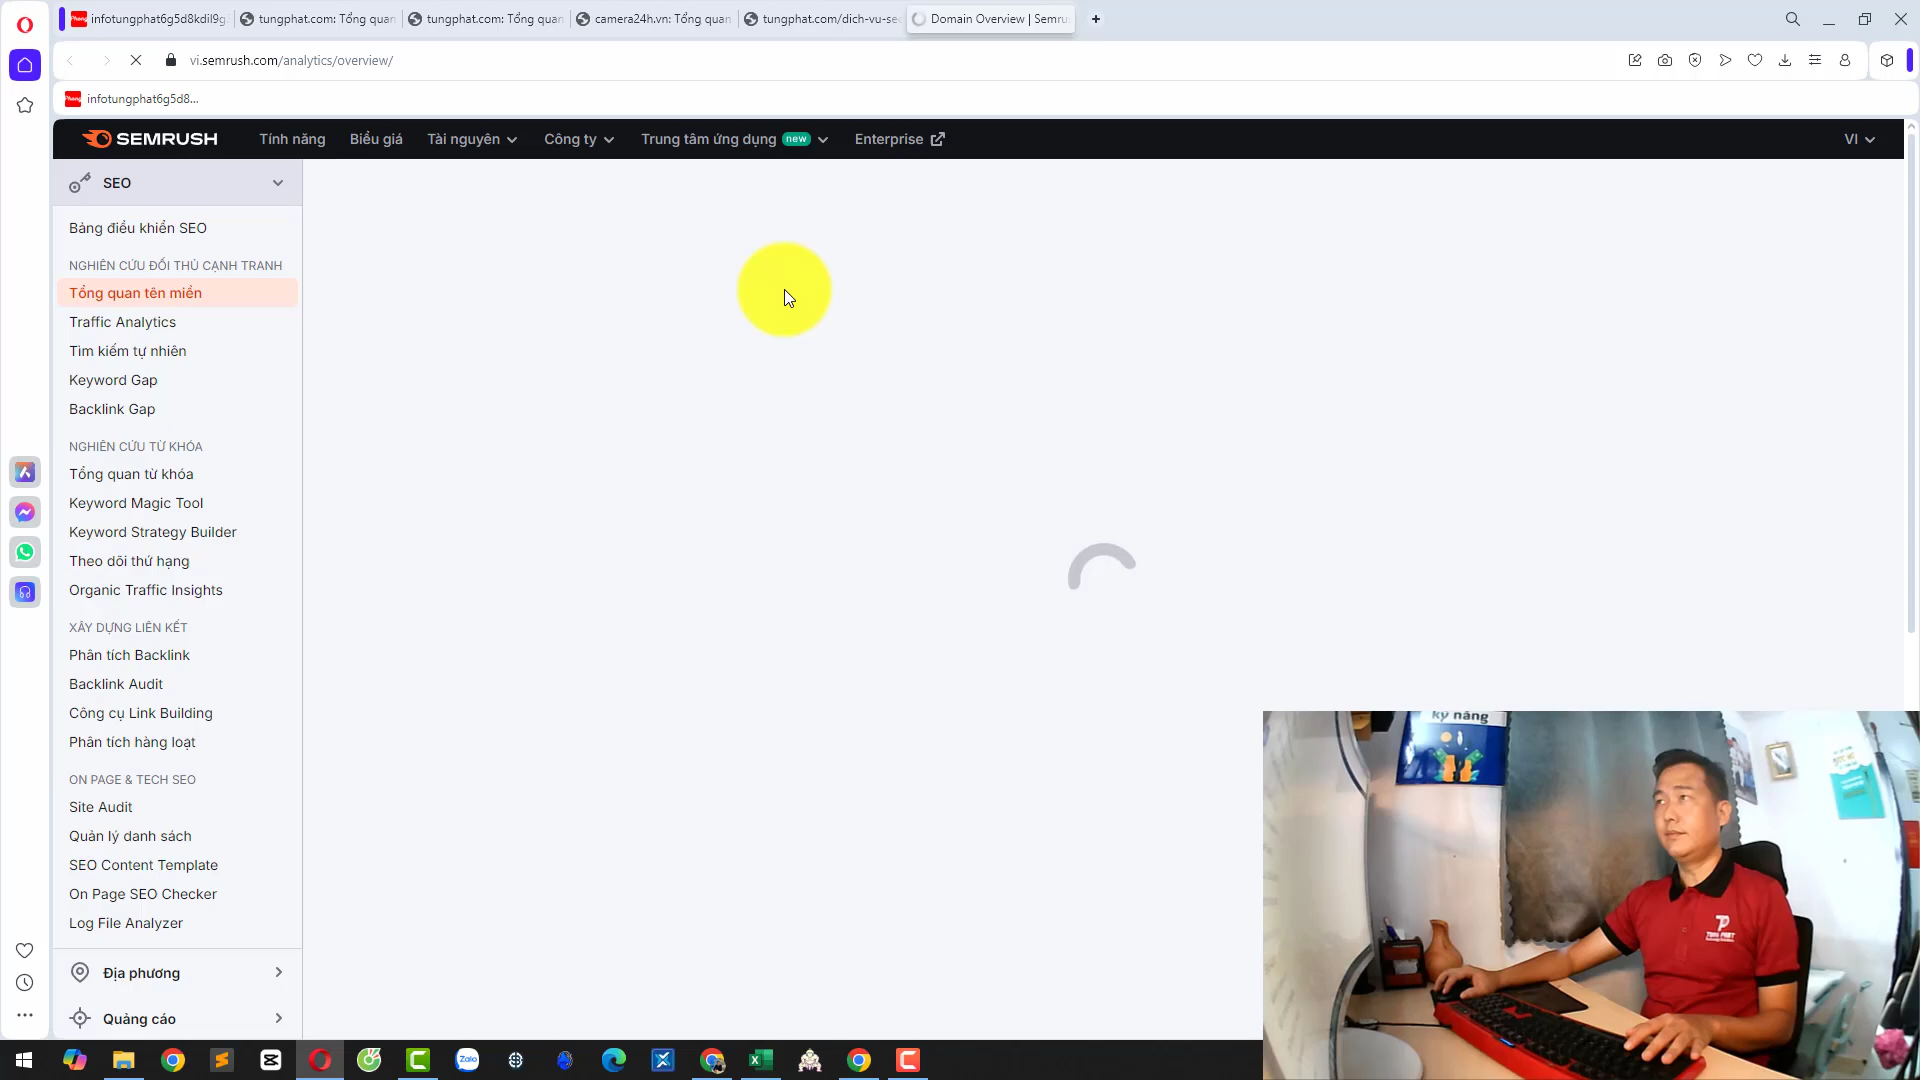 infotungphat6g5d8kdil9g
tungphat.com: Tổng quan
tungphat.com: Tổng quan
camera24h.vn: Tổng quan
tungphat.com/dich-vu-se
Domain Overview | Semru
vi.semrush.com/analytics/overview/
infotungphat6g5d8...
SEMRUSH
Tính năng
Biểu giá
Tài nguyên
Công ty
Trung tâm ứng dụng new
Enterprise
VI
SEO
Bảng điều khiển SEO
NGHIÊN CỨU ĐỐI THỦ CẠNH TRANH
Tổng quan tên miền
Traffic Analytics
Tìm kiếm tự nhiên
Keyword Gap
Backlink Gap
NGHIÊN CỨU TỪ KHÓA
Tổng quan từ khóa
Keyword Magic Tool
Keyword Strategy Builder
Theo dõi thứ hạng
Organic Traffic Insights
XÂY DỰNG LIÊN KẾT
Phân tích Backlink
Backlink Audit
Công cụ Link Building
Phân tích hàng loạt
ON PAGE & TECH SEO
Site Audit
Quản lý danh sách
SEO Content Template
On Page SEO Checker
Log File Analyzer
Địa phương
Quảng cáo
kỹ năng
TUNG PHAT
Zalo